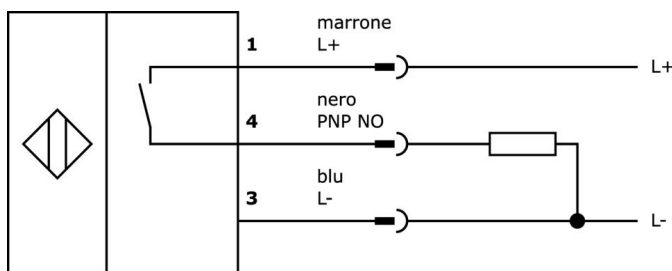 marrone
1 L+ L+
nero
4 PNP NO
blu
3 L- L-